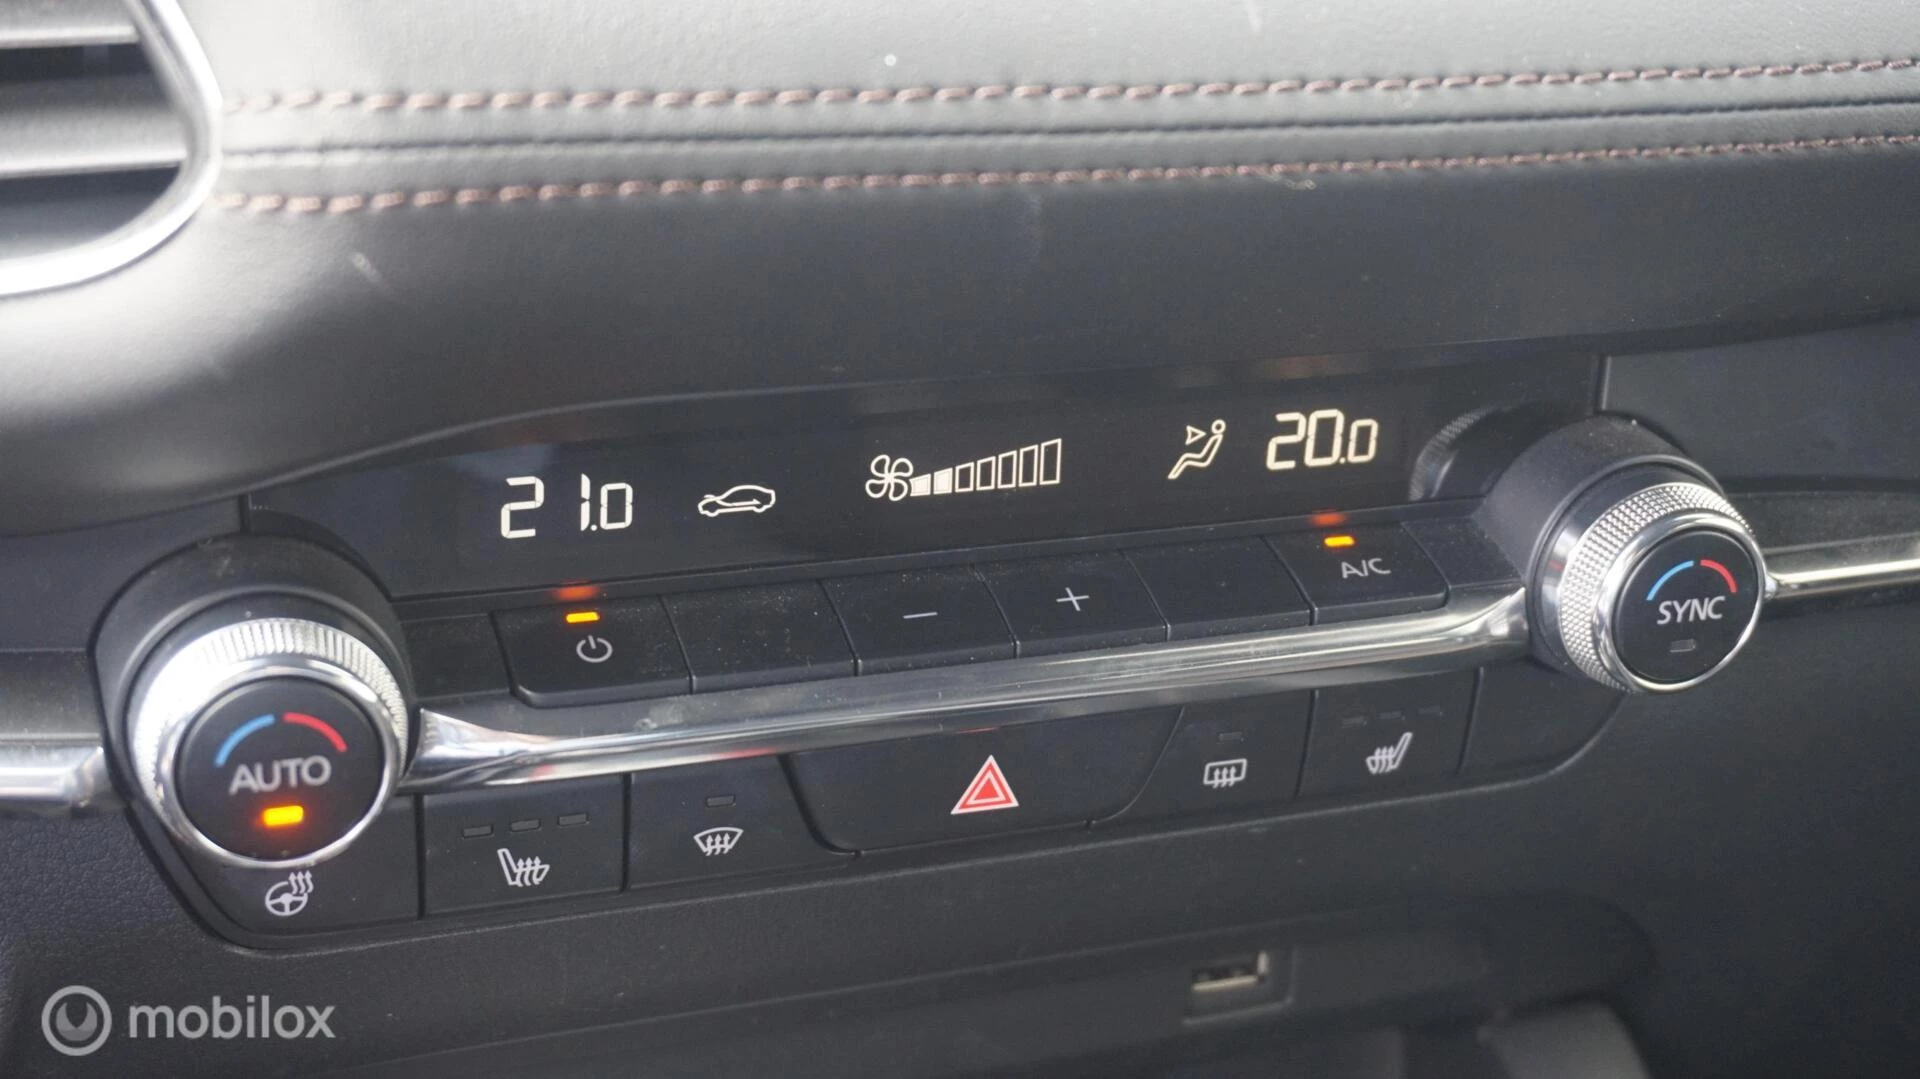 21.0
20.0
A/C
− +
SYNC
AUTO
mobilox